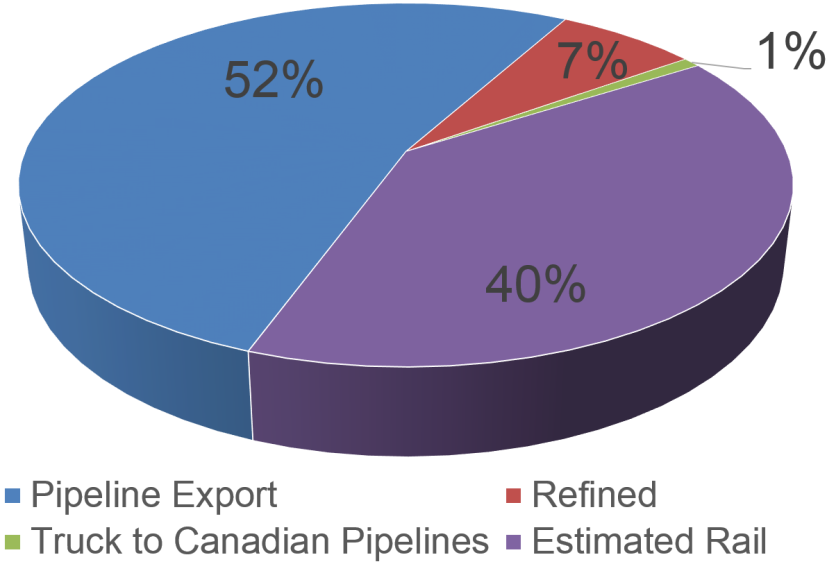 52%
7%
1%
40%
Pipeline Export
Refined
Truck to Canadian Pipelines
Estimated Rail